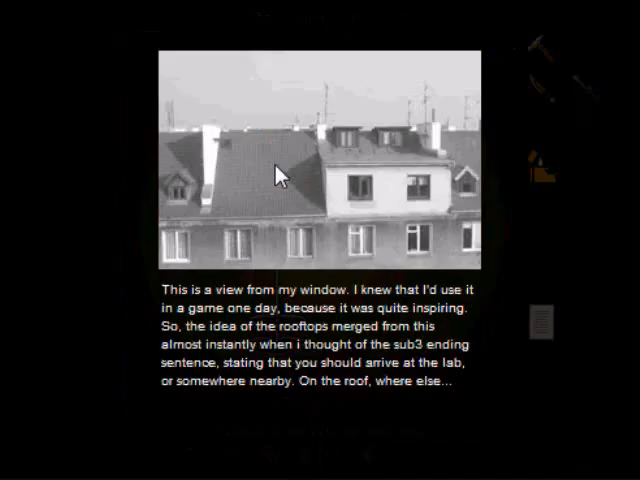 This is a view from my window. I knew that I'd use it
in a game one day, because it was quite inspiring.
So, the idea of the rooftops merged from this
almost instantly when i thought of the sub3 ending
sentence, stating that you should arrive at the lab,
or somewhere nearby. On the roof, where else...